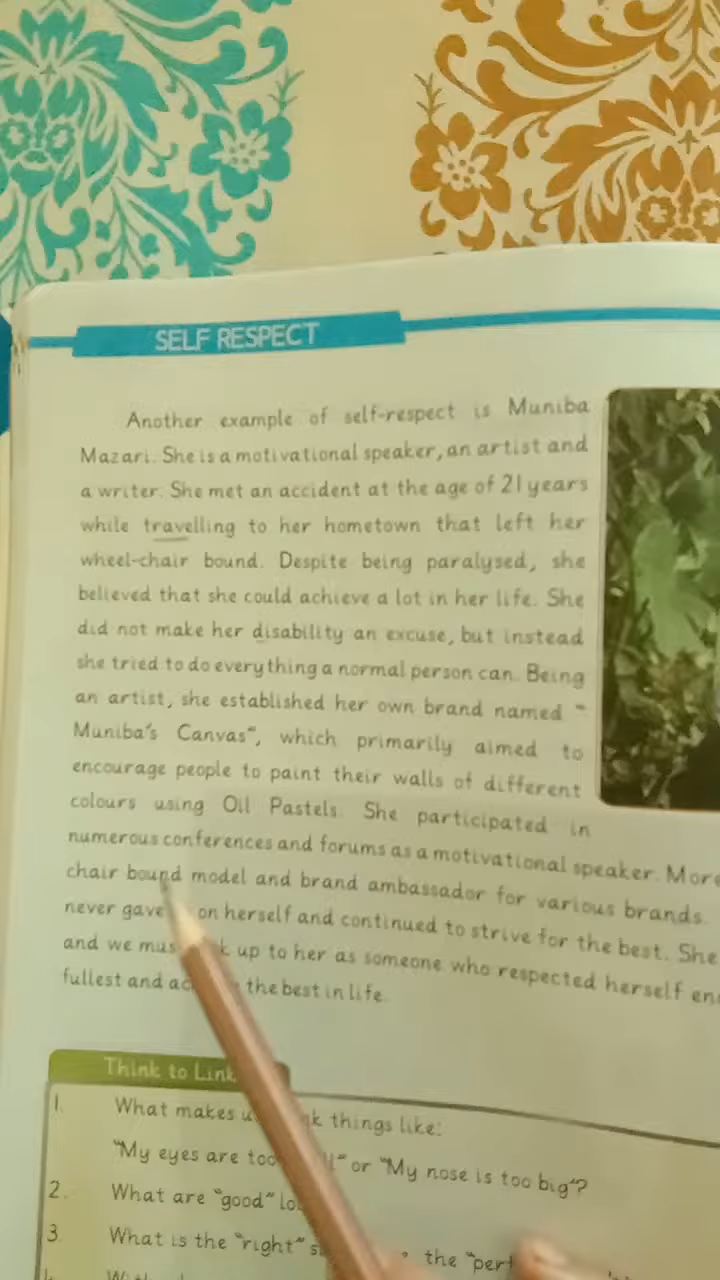 SELF RESPECT
Another example of self-respect is Muniba
Mazari. She is a motivational speaker, an artist and
a writer. She met an accident at the age of 21 years
while travelling to her hometown that left her
wheel-chair bound. Despite being paralysed, she
believed that she could achieve a lot in her life. She
did not make her disability an excuse, but instead
she tried to do everything a normal person can. Being
an artist, she established her own brand named "
Muniba's Canvas", which primarily aimed to
encourage people to paint their walls of different
colours using Oil Pastels. She participated in
numerous conferences and forums as a motivational speaker.
chair bound model and brand ambassador for various brands.
never gave on herself and continued to strive for the best. She
and we up to her as someone who respected herself
fullest and the best in life.
Think to Link
1. What makes things like:
"My eyes are too or "My nose is too big"?
2. What are "good"
3. What is the "right" the